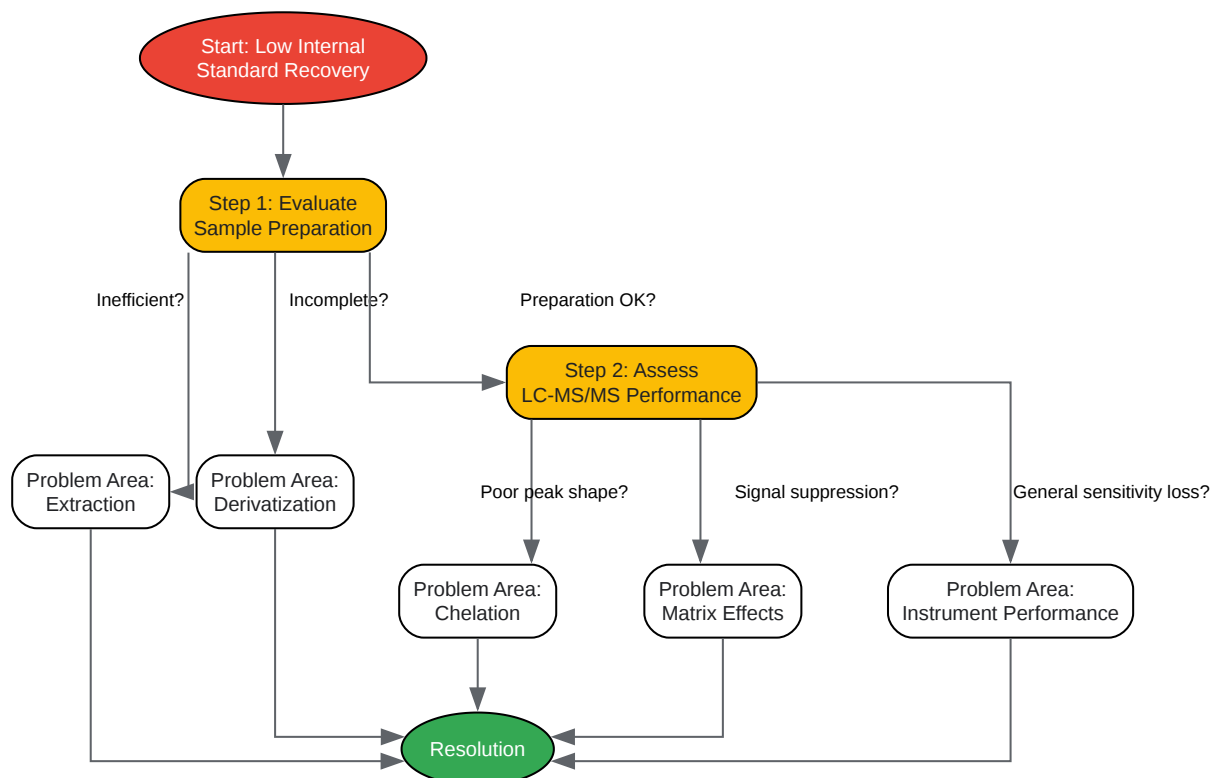 Start: Low Internal
Standard Recovery
Step 1: Evaluate
Sample Preparation
Inefficient?
Incomplete?
Preparation OK?
Step 2: Assess
LC-MS/MS Performance
Problem Area:
Extraction
Problem Area:
Derivatization
Poor peak shape?
Signal suppression?
General sensitivity loss?
Problem Area:
Chelation
Problem Area:
Matrix Effects
Problem Area:
Instrument Performance
Resolution